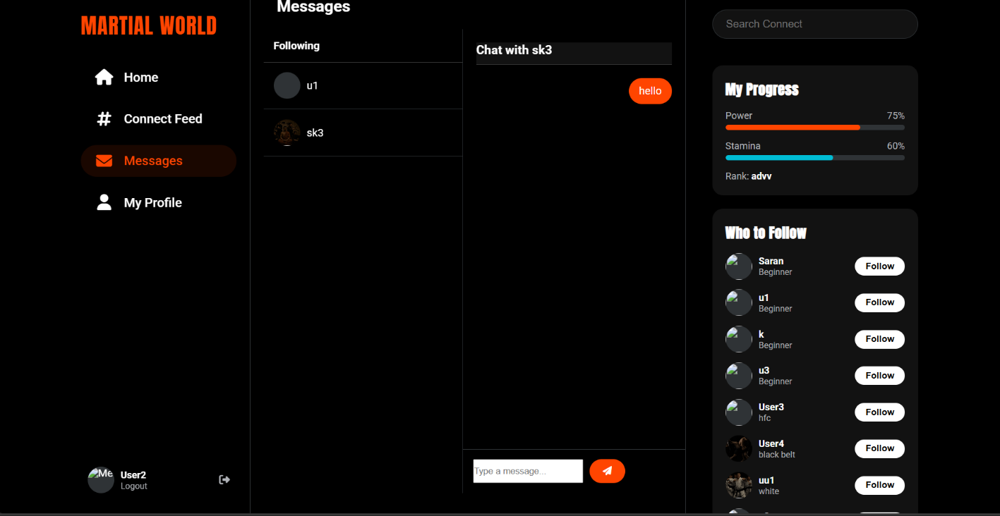 MARTIAL WORLD
Home
Connect Feed
Messages
My Profile
Me
User2
Logout
Messages
Following
u1
sk3
Chat with sk3
hello
Type a message...
Search Connect
My Progress
Power 75%
Stamina 60%
Rank: advv
Who to Follow
Saran
Beginner
Follow
u1
Beginner
Follow
k
Beginner
Follow
u3
Beginner
Follow
User3
hfc
Follow
User4
black belt
Follow
uu1
white
Follow